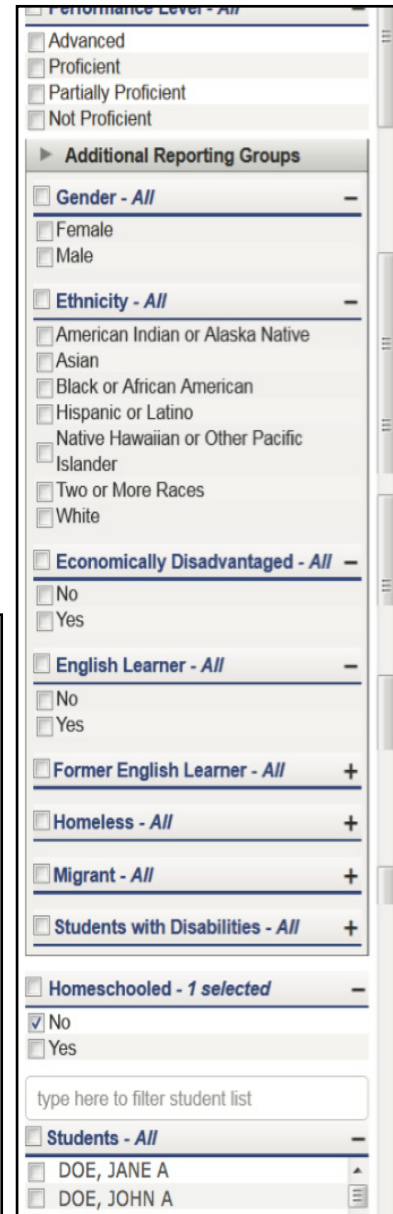 Performance Level - All
Advanced
Proficient
Partially Proficient
Not Proficient
Additional Reporting Groups
Gender - All
Female
Male
Ethnicity - All
American Indian or Alaska Native
Asian
Black or African American
Hispanic or Latino
Native Hawaiian or Other Pacific
Islander
Two or More Races
White
Economically Disadvantaged - All
No
Yes
English Learner - All
No
Yes
Former English Learner - All
Homeless - All
Migrant - All
Students with Disabilities - All
Homeschooled - 1 selected
No
Yes
type here to filter student list
Students - All
DOE, JANE A
DOE, JOHN A